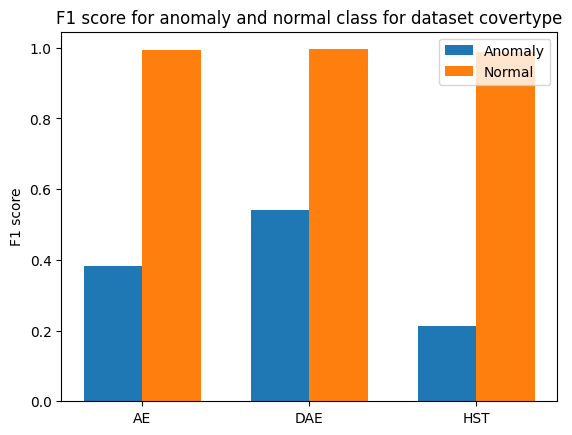 F1 score for anomaly and normal class for dataset covertype
Anomaly
Normal
1.0
0.8
0.6
0.4
0.2
0.0
F1 score
AE
DAE
HST